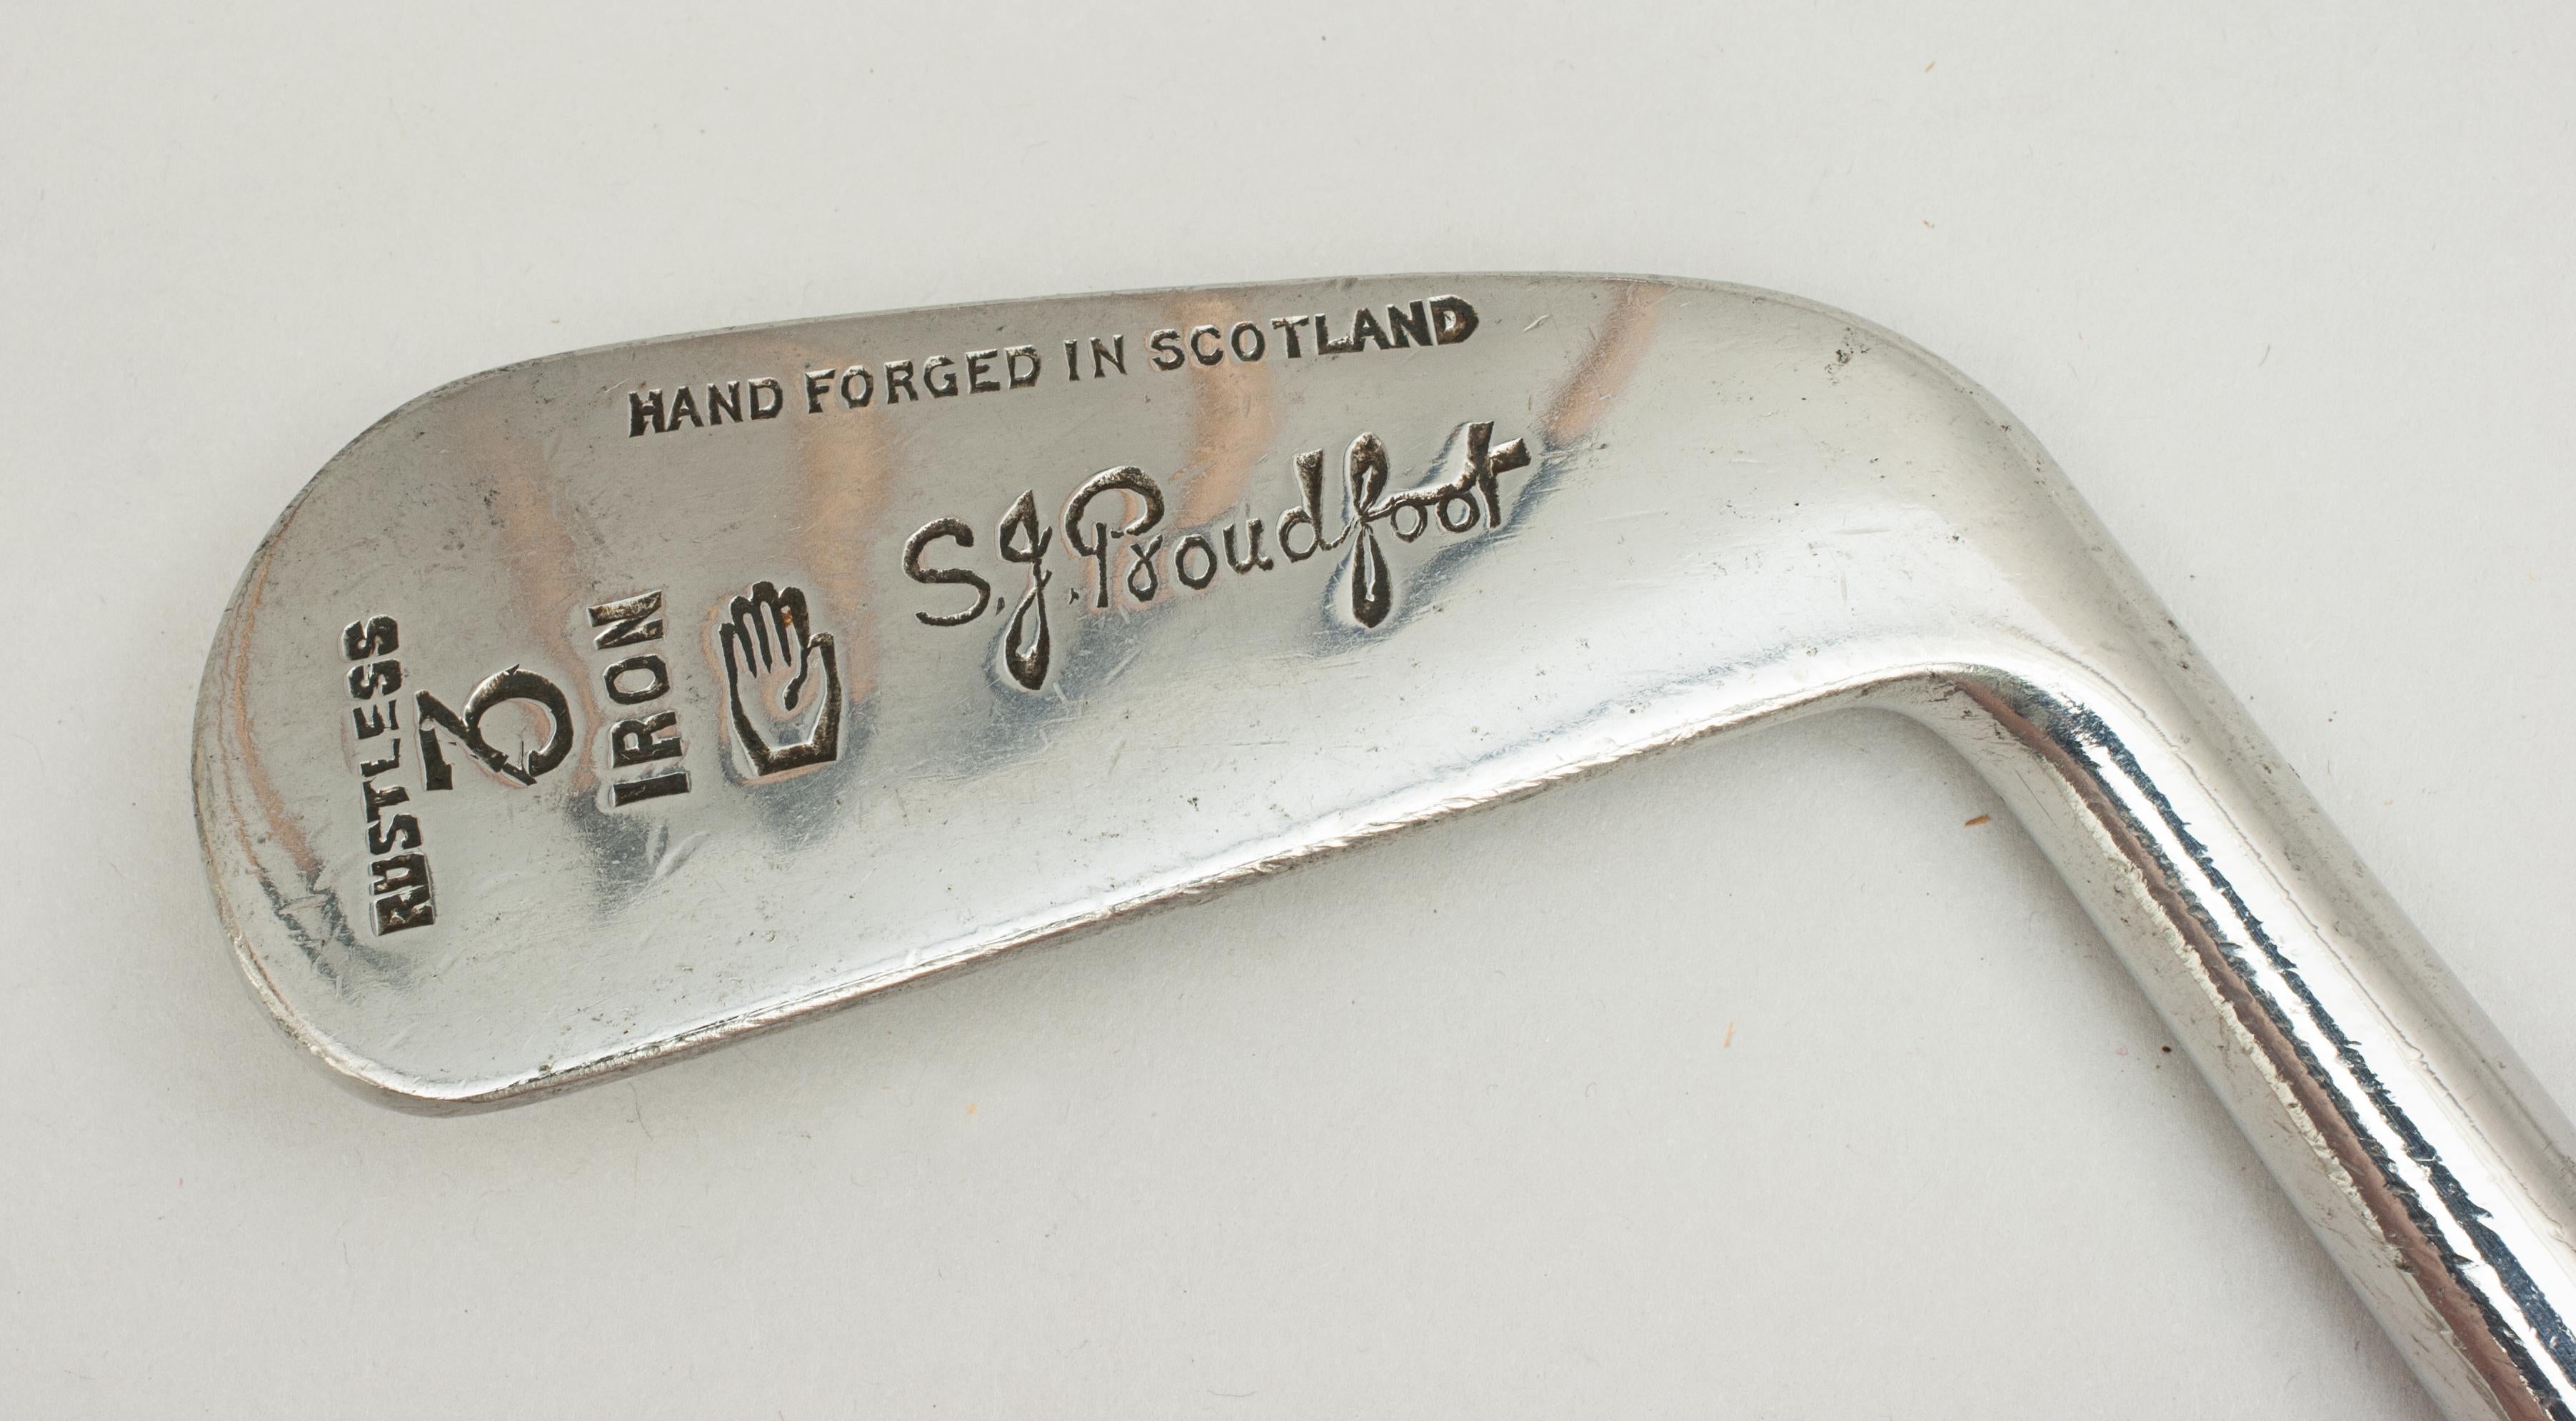 HAND FORGED IN SCOTLAND
S.J. Proudfoot
IRON
3
RUSTLESS